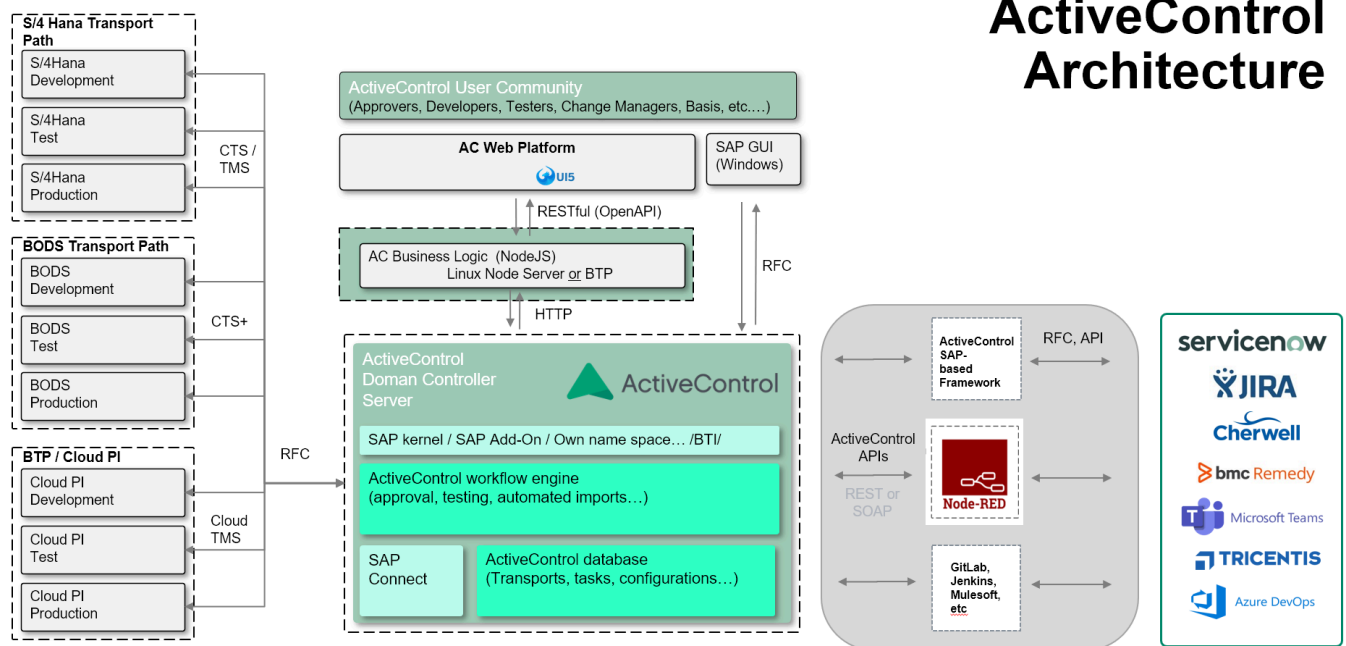 ActiveControl
Architecture
S/4 Hana Transport
Path
S/4Hana
Development
S/4Hana
Test
S/4Hana
Production
CTS /
TMS
BODS Transport Path
BODS
Development
BODS
Test
BODS
Production
CTS+
BTP / Cloud PI
Cloud PI
Development
Cloud PI
Test
Cloud PI
Production
Cloud
TMS
RFC
ActiveControl User Community
(Approvers, Developers, Testers, Change Managers, Basis, etc.…)
AC Web Platform
UI5
SAP GUI
(Windows)
RESTful (OpenAPI)
AC Business Logic (NodeJS)
Linux Node Server or BTP
RFC
HTTP
ActiveControl
Doman Controller
Server
ActiveControl
SAP kernel / SAP Add-On / Own name space… /BTI/
ActiveControl workflow engine
(approval, testing, automated imports…)
SAP
Connect
ActiveControl database
(Transports, tasks, configurations…)
ActiveControl
SAP-
based
Framework
RFC, API
ActiveControl
APIs
REST or
SOAP
Node-RED
GitLab,
Jenkins,
Mulesoft,
etc
servicenow
JIRA
Cherwell
bmc Remedy
T
Microsoft Teams
TRICENTIS
Azure DevOps